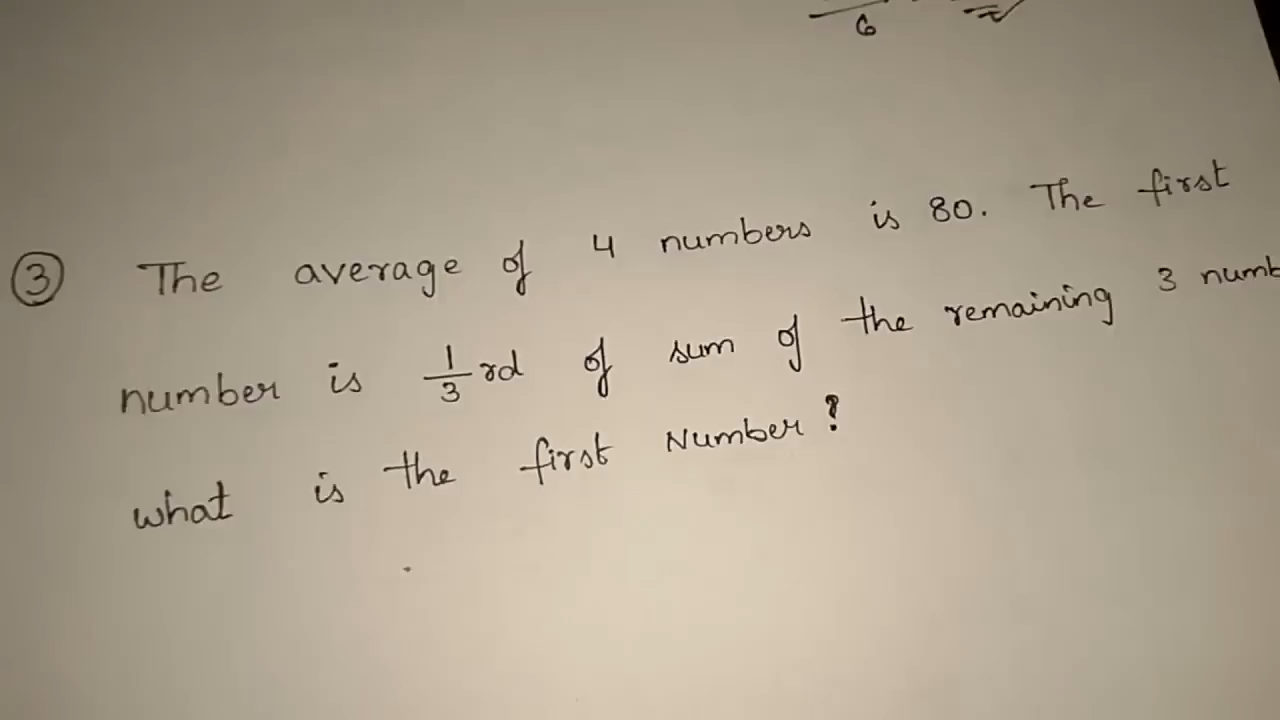 6
③ The average of 4 numbers is 80. The first
number is 1/3 rd of sum of the remaining 3 numb
what is the first Number?